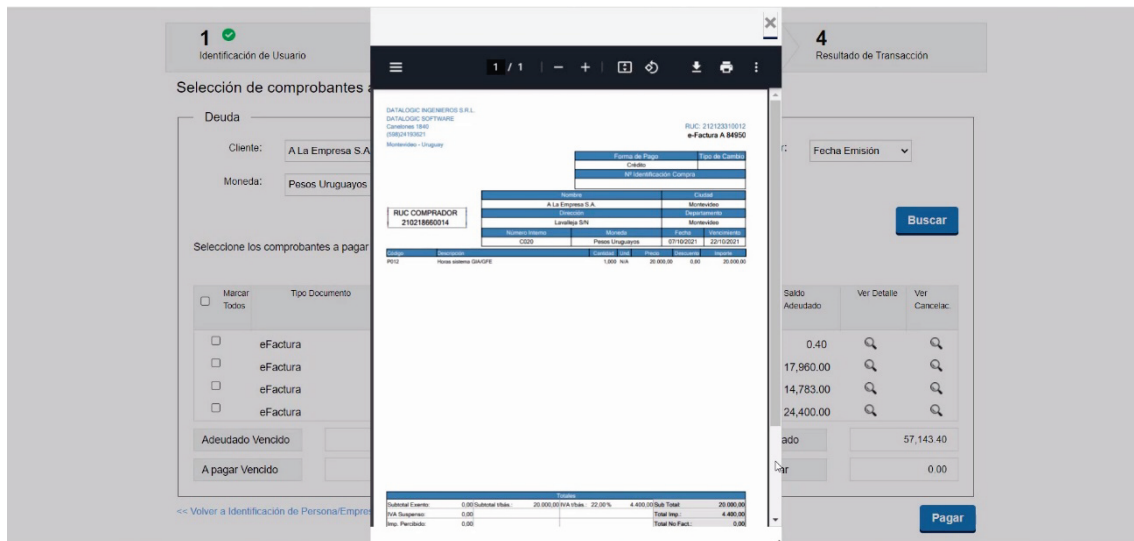 1
Identificación de Usuario
4
Resultado de Transacción
×
1 / 1
Selección de comprobantes a
Deuda
Cliente:
A La Empresa S.A
Moneda:
Pesos Uruguayos
r:
Fecha Emisión
Buscar
Seleccione los comprobantes a pagar
DATALOGIC INGENIEROS S.R.L.
DATALOGIC SOFTWARE
Canelones 1840
Montevideo - Uruguay
RUC: 212123310012
e-Factura A 84950
Forma de Pago Tipo de Cambio
Crédito
Nº Identificación Compra
Nombre Ciudad
A La Empresa S.A. Montevideo
RUC COMPRADOR
210218660014
Dirección Departamento
Lavalleja S/N Montevideo
Número Interno Moneda Fecha Vencimiento
C020 Pesos Uruguayos 07/10/2021 22/10/2021
Código Descripción Cantidad Unid. Precio Descuento Importe
P012 Horas sistema GIA/GFE 1,000 N/A 20.000,00 0,00 20.000,00
Marcar Todos Tipo Documento Saldo Adeudado Ver Detalle Ver Cancelac.
eFactura 0.40
eFactura 17,960.00
eFactura 14,783.00
eFactura 24,400.00
Adeudado Vencido ado 57,143.40
A pagar Vencido ar 0.00
Totales
Subtotal Exento: 0,00 Subtotal t/bás.: 20.000,00 IVA t/bás.: 22,00 % 4.400,00 Sub Total: 20.000,00
IVA Suspenso: 0,00 Total Imp.: 4.400,00
Imp. Percibido: 0,00 Total No Fact.: 0,00
<< Volver a Identificación de Persona/Empre
Pagar